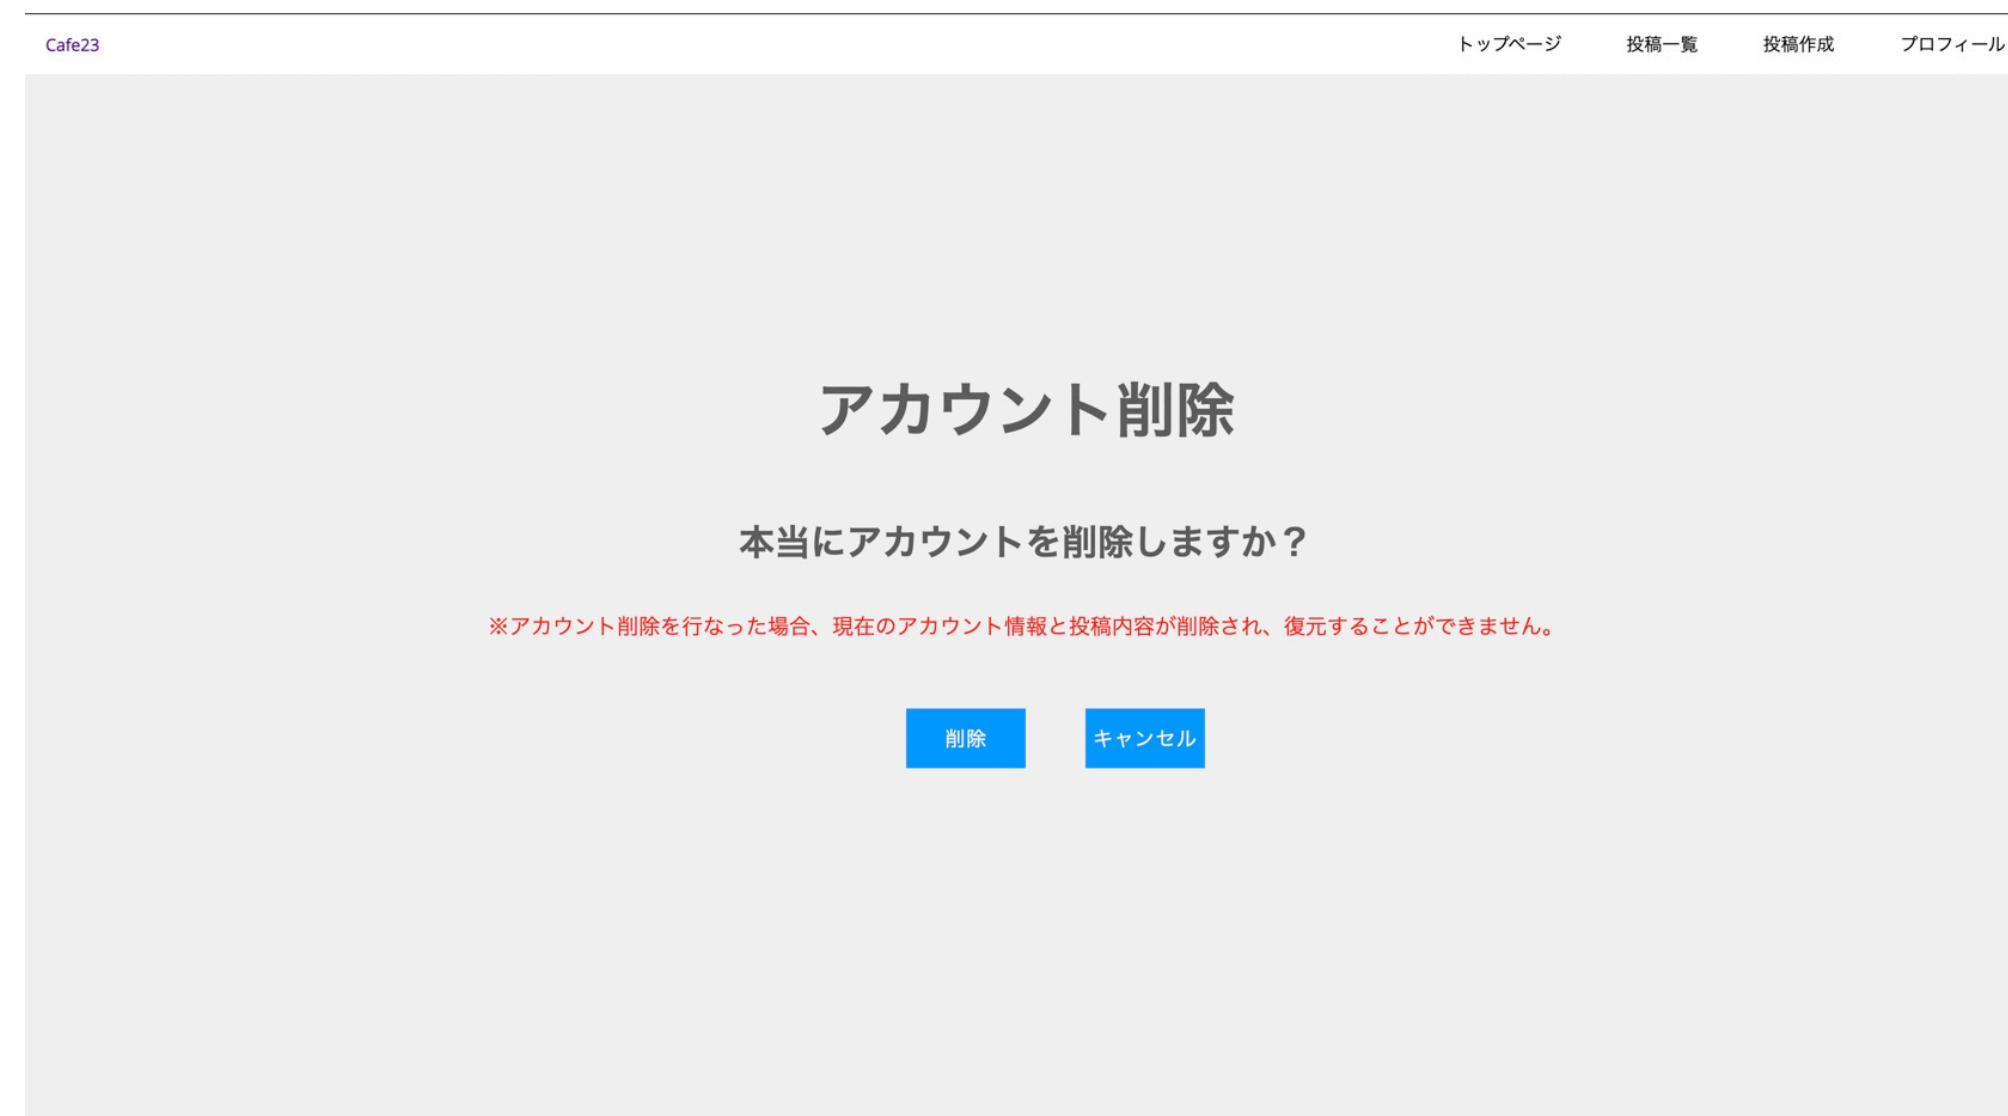 Cafe23
トップページ 投稿一覧 投稿作成 プロフィール
アカウント削除
本当にアカウントを削除しますか？
※アカウント削除を行なった場合、現在のアカウント情報と投稿内容が削除され、復元することができません。
削除 キャンセル